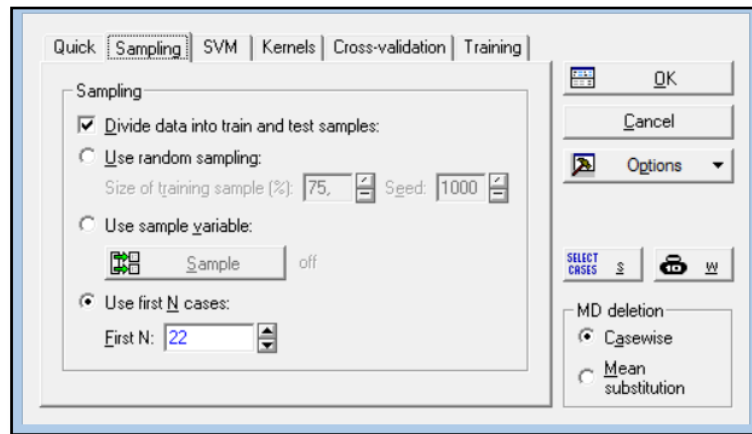 Quick Sampling SVM Kernels Cross-validation Training
Sampling
Divide data into train and test samples:
Use random sampling:
Size of training sample (%): 75, Seed: 1000
Use sample variable:
Sample off
Use first N cases:
First N: 22
OK
Cancel
Options
SELECT CASES S W
MD deletion
Casewise
Mean
substitution